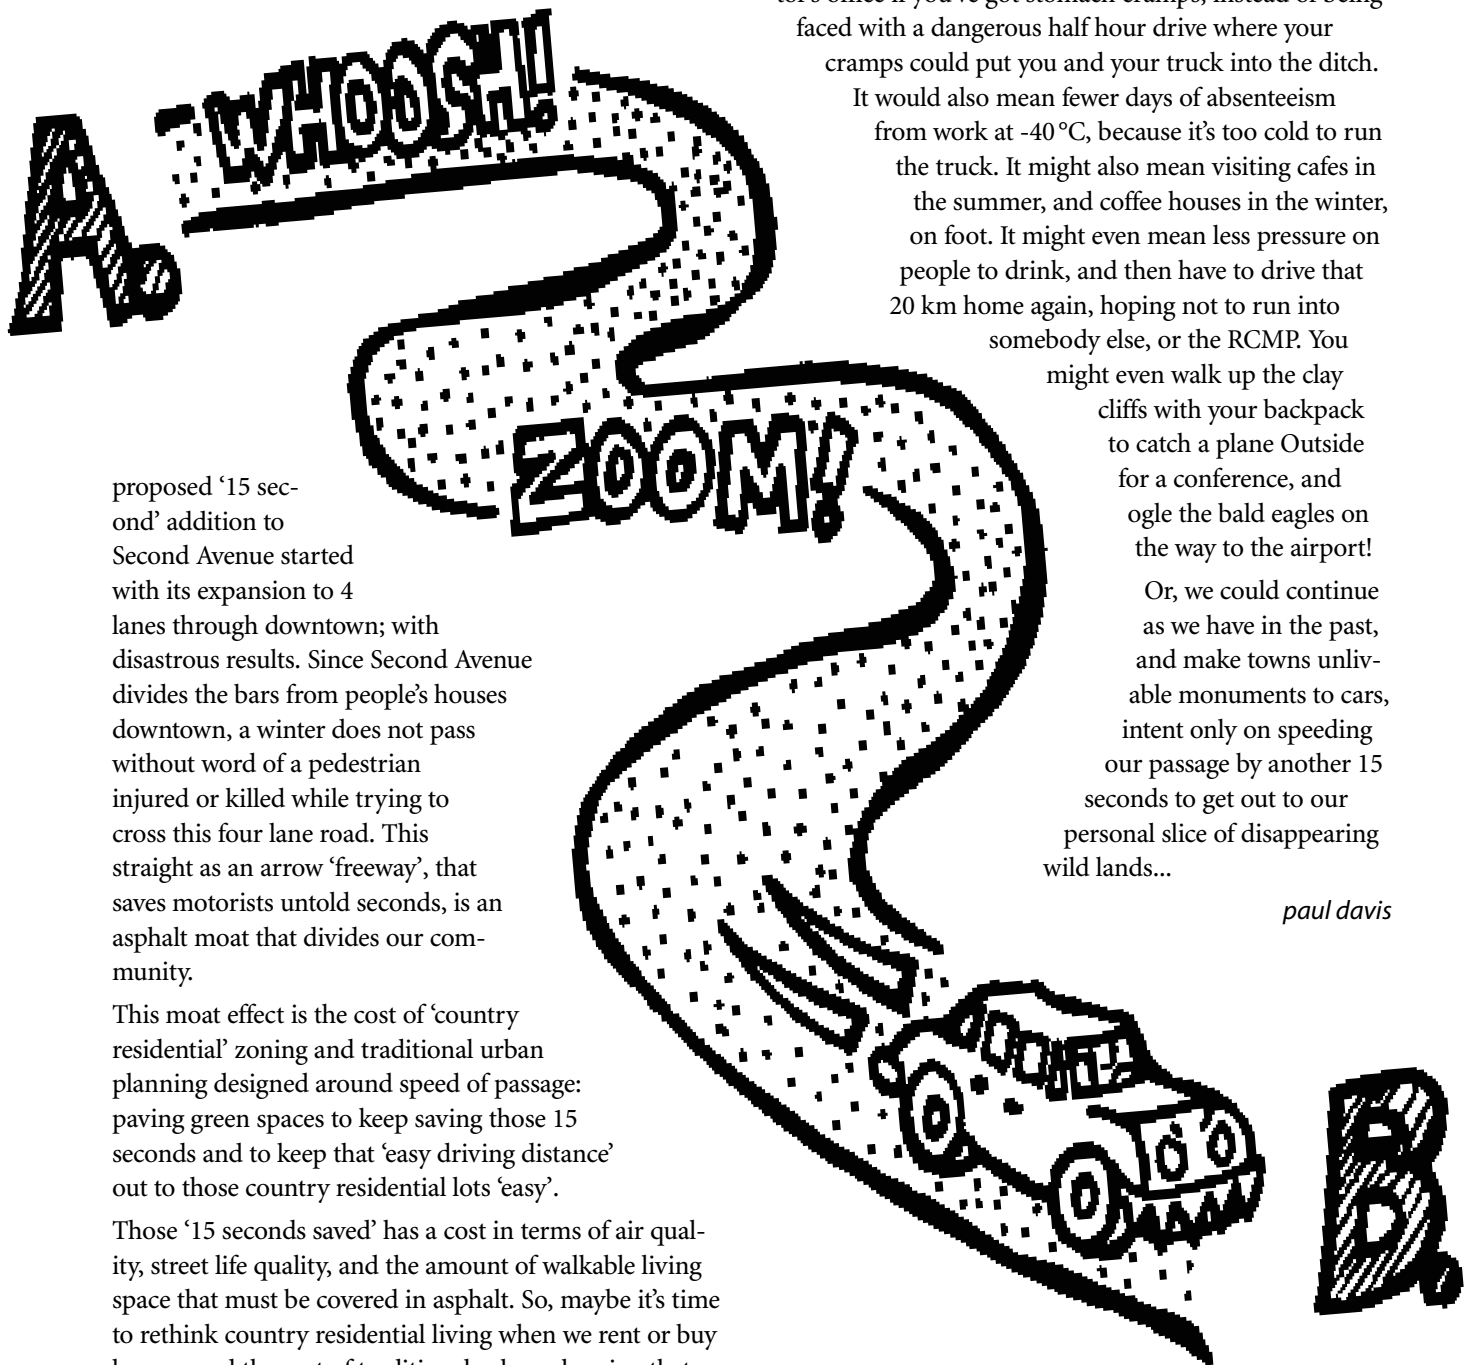 A.
WHOOSH!
ZOOM!
B.
proposed ‘15 sec-
ond’ addition to
Second Avenue started
with its expansion to 4
lanes through downtown; with
disastrous results. Since Second Avenue
divides the bars from people’s houses
downtown, a winter does not pass
without word of a pedestrian
injured or killed while trying to
cross this four lane road. This
straight as an arrow ‘freeway’, that
saves motorists untold seconds, is an
asphalt moat that divides our com-
munity.
This moat effect is the cost of ‘country
residential’ zoning and traditional urban
planning designed around speed of passage:
paving green spaces to keep saving those 15
seconds and to keep that ‘easy driving distance’
out to those country residential lots ‘easy’.
Those ‘15 seconds saved’ has a cost in terms of air qual-
ity, street life quality, and the amount of walkable living
space that must be covered in asphalt. So, maybe it’s time
to rethink country residential living when we rent or buy
faced with a dangerous half hour drive where your
cramps could put you and your truck into the ditch.
It would also mean fewer days of absenteeism
from work at -40 °C, because it’s too cold to run
the truck. It might also mean visiting cafes in
the summer, and coffee houses in the winter,
on foot. It might even mean less pressure on
people to drink, and then have to drive that
20 km home again, hoping not to run into
somebody else, or the RCMP. You
might even walk up the clay
cliffs with your backpack
to catch a plane Outside
for a conference, and
ogle the bald eagles on
the way to the airport!
Or, we could continue
as we have in the past,
and make towns unliv-
able monuments to cars,
intent only on speeding
our passage by another 15
seconds to get out to our
personal slice of disappearing
wild lands...
paul davis